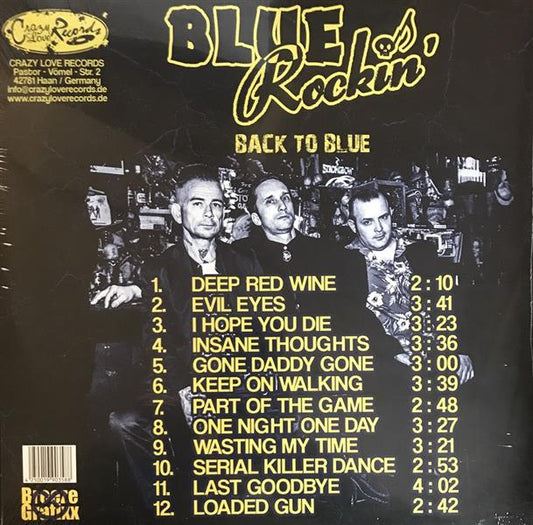 Crazy Love Records
CRAZY LOVE RECORDS
Pastor - Vömel - Str. 2
42781 Haan / Germany
info@crazyloverecords.de
www.crazyloverecords.de
BLUE
Rockin'
BACK TO BLUE
1. DEEP RED WINE 2:10
2. EVIL EYES 3:41
3. I HOPE YOU DIE 3:23
4. INSANE THOUGHTS 3:36
5. GONE DADDY GONE 3:00
6. KEEP ON WALKING 3:39
7. PART OF THE GAME 2:48
8. ONE NIGHT ONE DAY 3:27
9. WASTING MY TIME 3:21
10. SERIAL KILLER DANCE 2:53
11. LAST GOODBYE 4:02
12. LOADED GUN 2:42